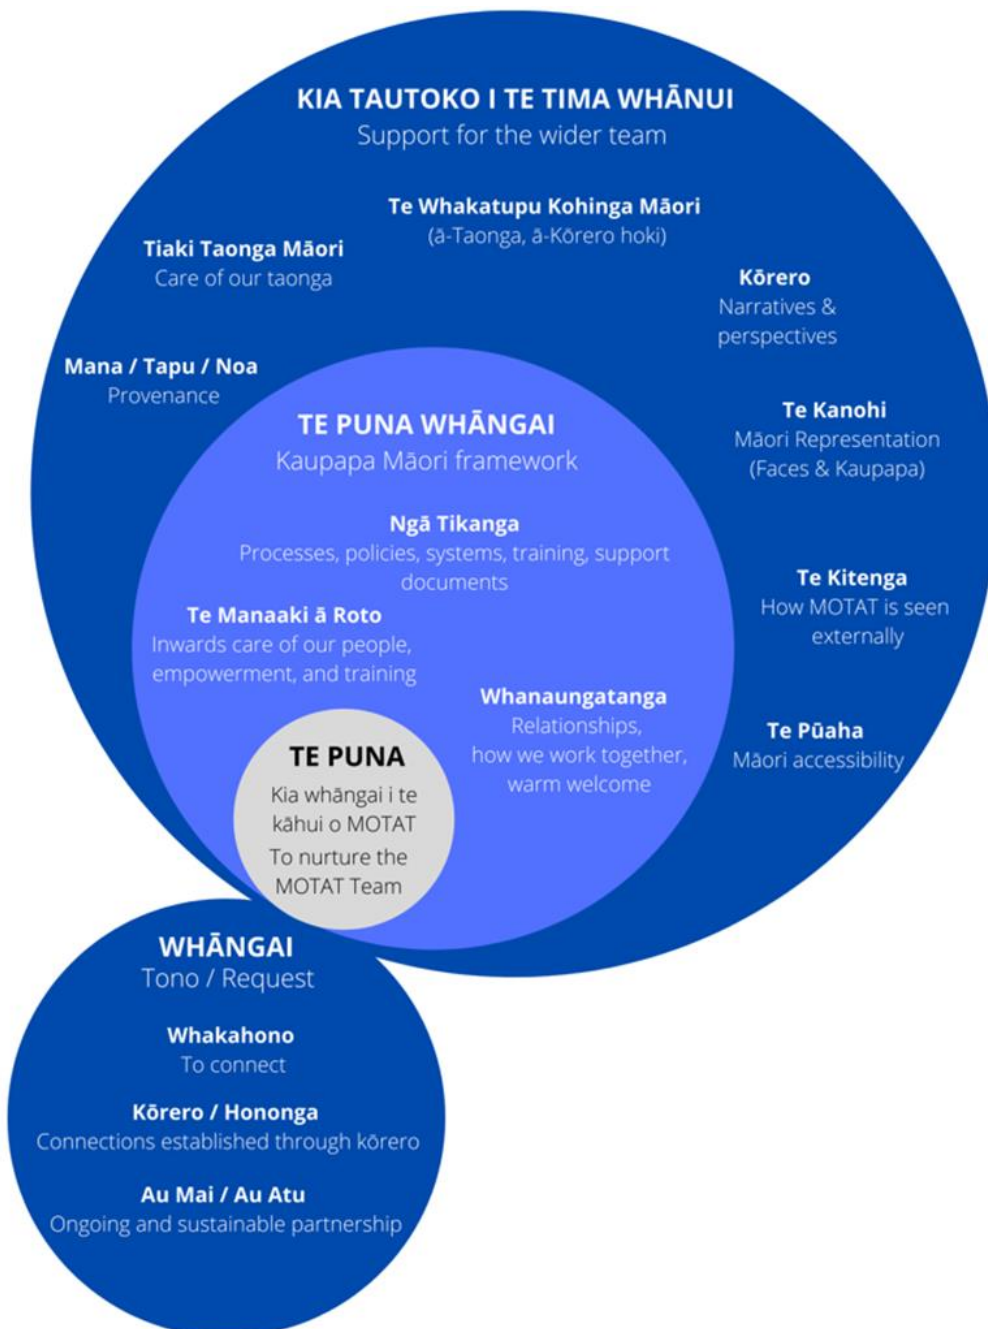 KIA TAUTOKO I TE TIMA WHĀNUI
Support for the wider team
Te Whakatupu Kohinga Māori
(ā-Taonga, ā-Kōrero hoki)
Tiaki Taonga Māori
Care of our taonga
Kōrero
Narratives &
perspectives
Mana / Tapu / Noa
Provenance
Te Kanohi
Māori Representation
(Faces & Kaupapa)
Te Kitenga
How MOTAT is seen
externally
Te Pūaha
Māori accessibility
TE PUNA WHĀNGAI
Kaupapa Māori framework
Ngā Tikanga
Processes, policies, systems, training, support
documents
Te Manaaki ā Roto
Inwards care of our people,
empowerment, and training
Whanaungatanga
Relationships,
how we work together,
warm welcome
TE PUNA
Kia whāngai i te
kāhui o MOTAT
To nurture the
MOTAT Team
WHĀNGAI
Tono / Request
Whakahono
To connect
Kōrero / Hononga
Connections established through kōrero
Au Mai / Au Atu
Ongoing and sustainable partnership